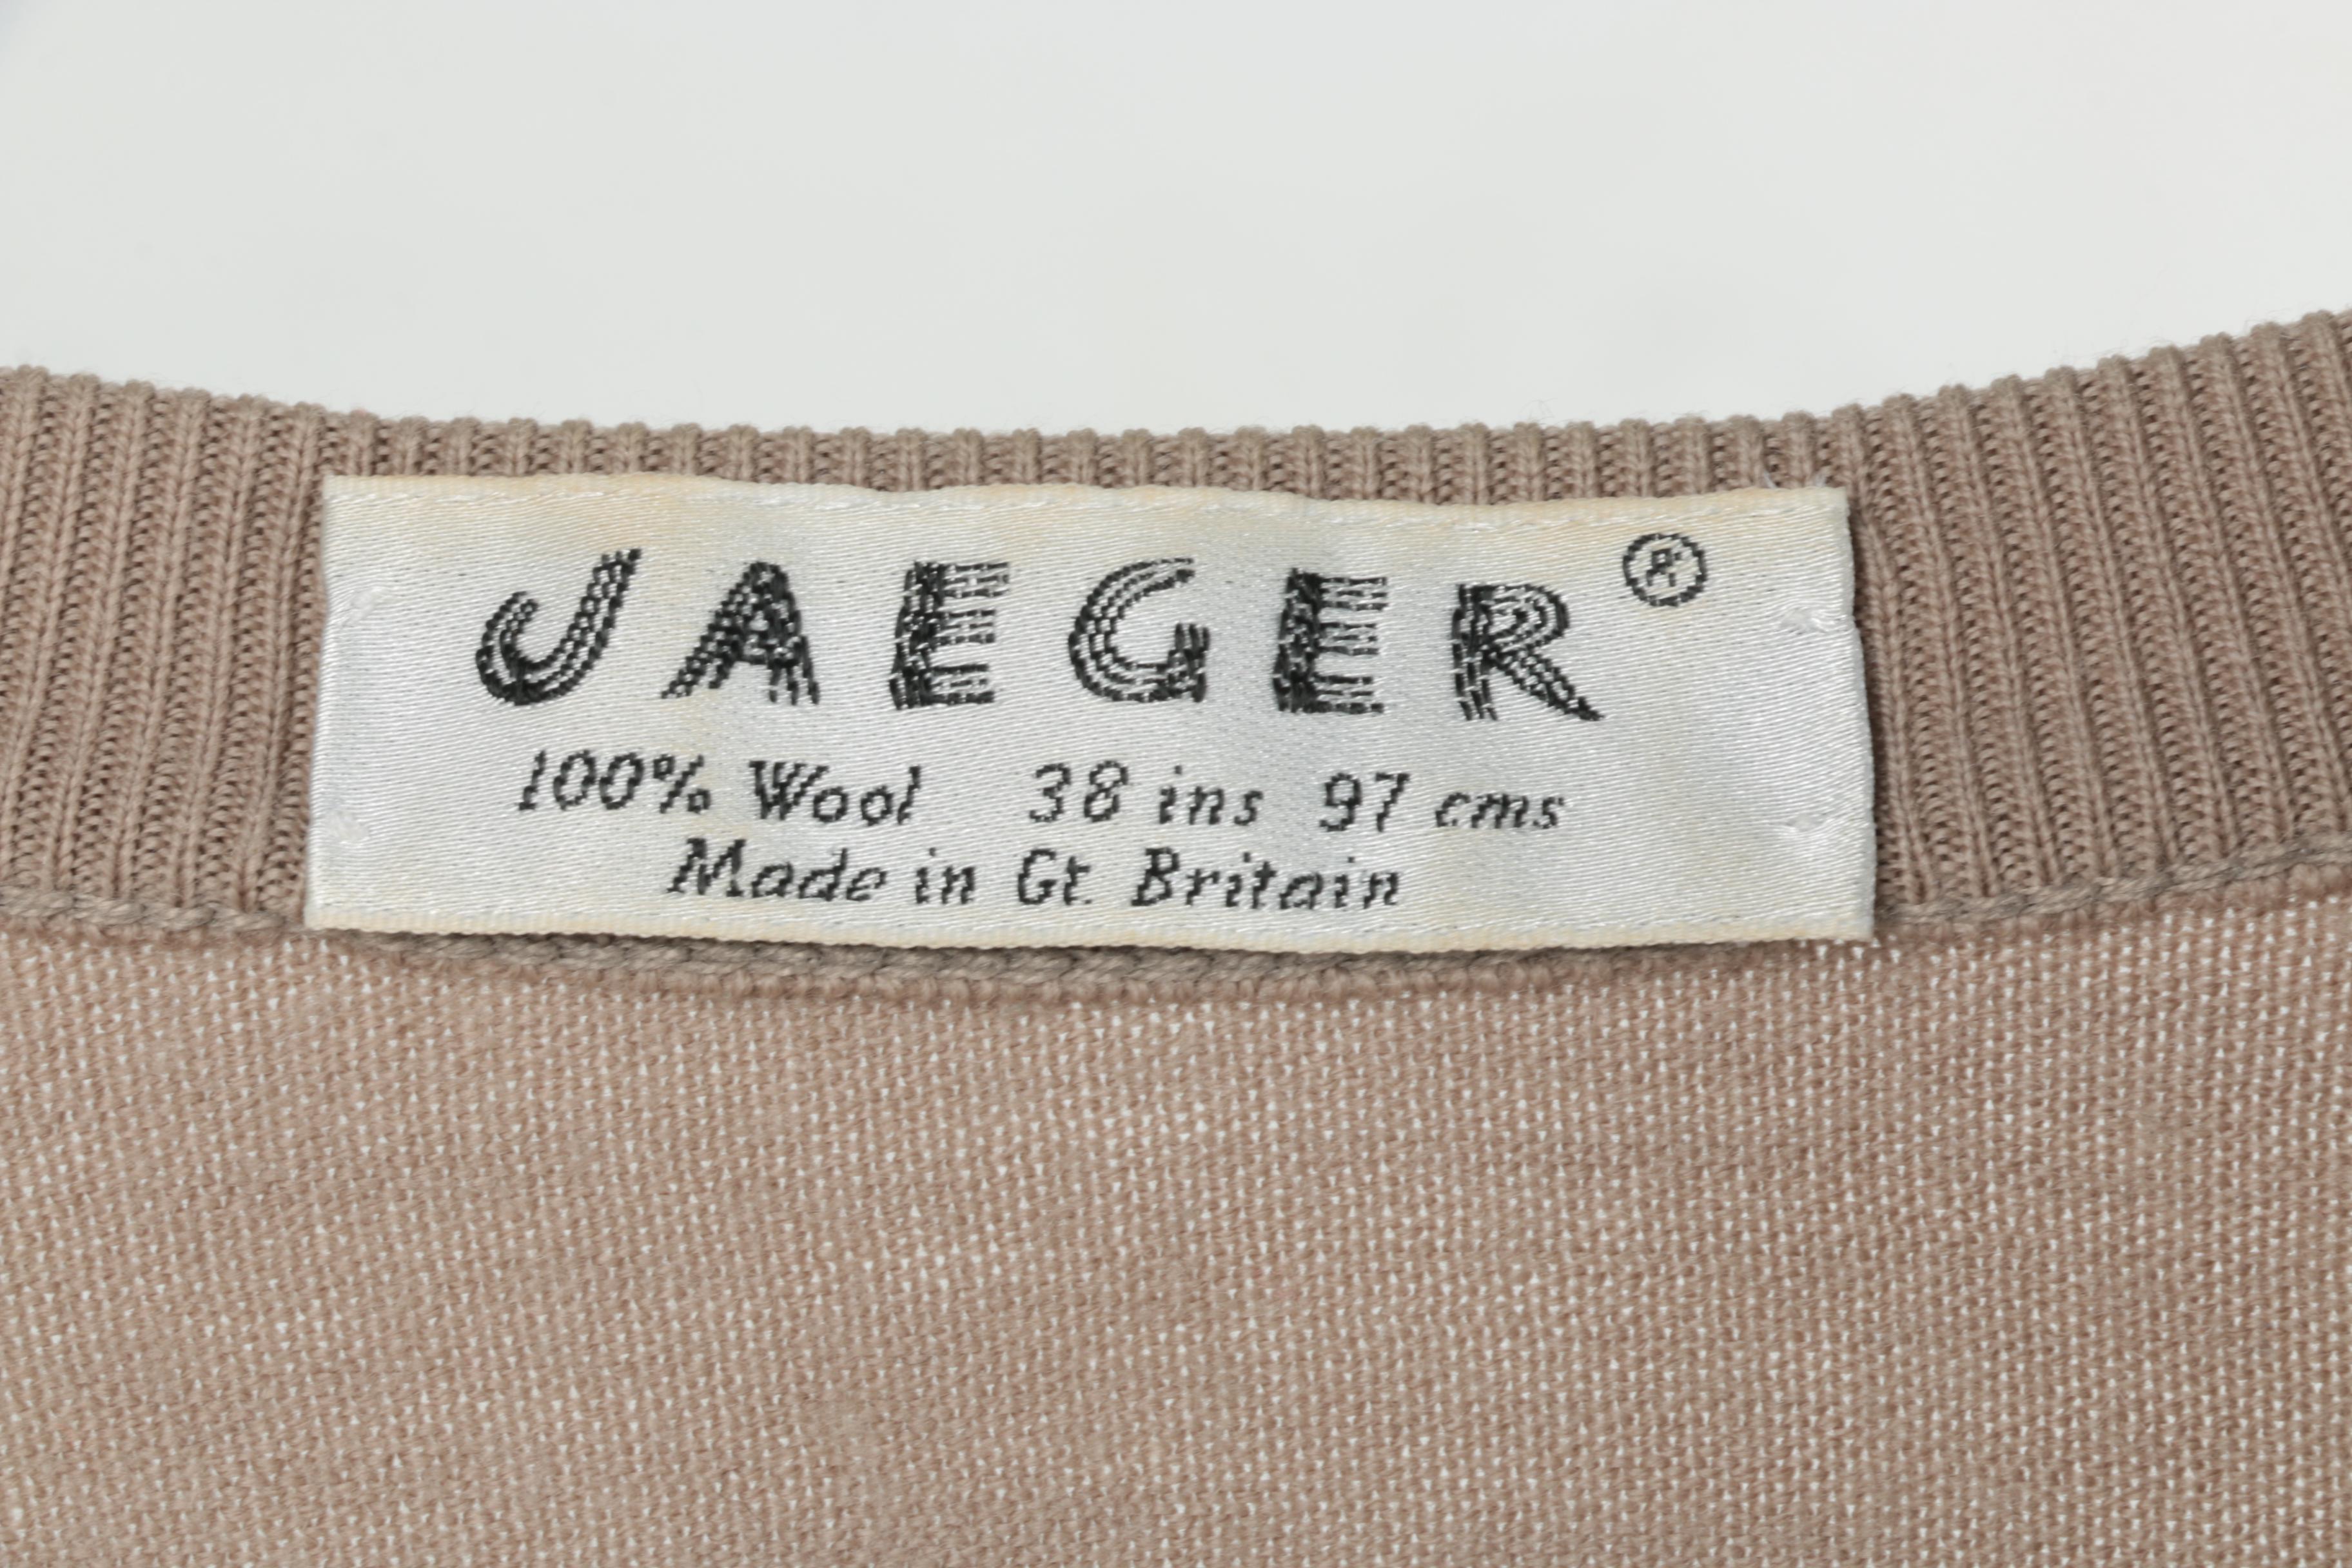 JAEGER ®
100% Wool 38 ins 97 cms
Made in Gt. Britain